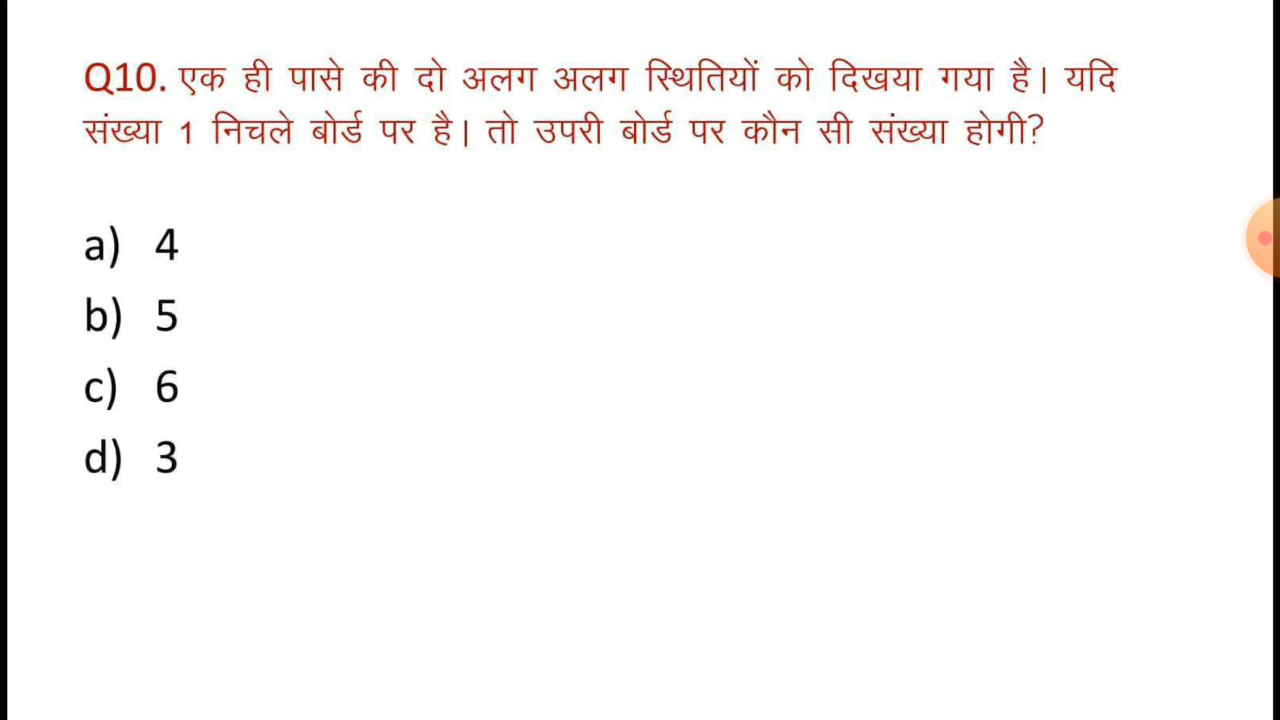 Q10. एक ही पासे की दो अलग अलग स्थितियों को दिखया गया है। यदि
संख्या 1 निचले बोर्ड पर है। तो उपरी बोर्ड पर कौन सी संख्या होगी?
a) 4
b) 5
c) 6
d) 3